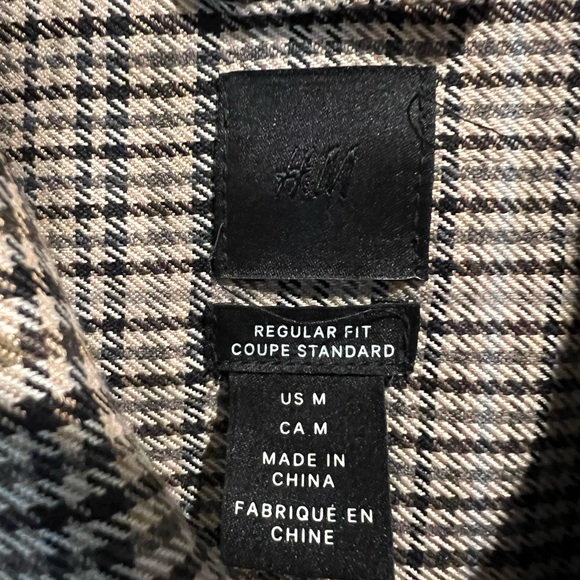 H&M
REGULAR FIT
COUPE STANDARD
US M
CA M
MADE IN
CHINA
FABRIQUÉ EN
CHINE